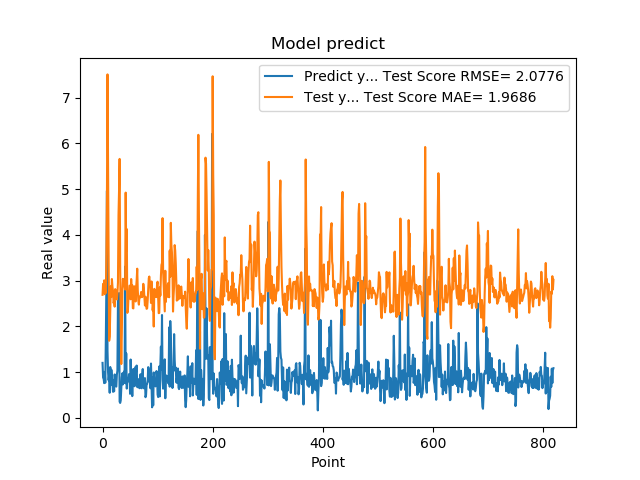 Model predict
Predict y... Test Score RMSE= 2.0776
Test y... Test Score MAE= 1.9686
Real value
7
6
5
4
3
2
1
0
0 200 400 600 800
Point